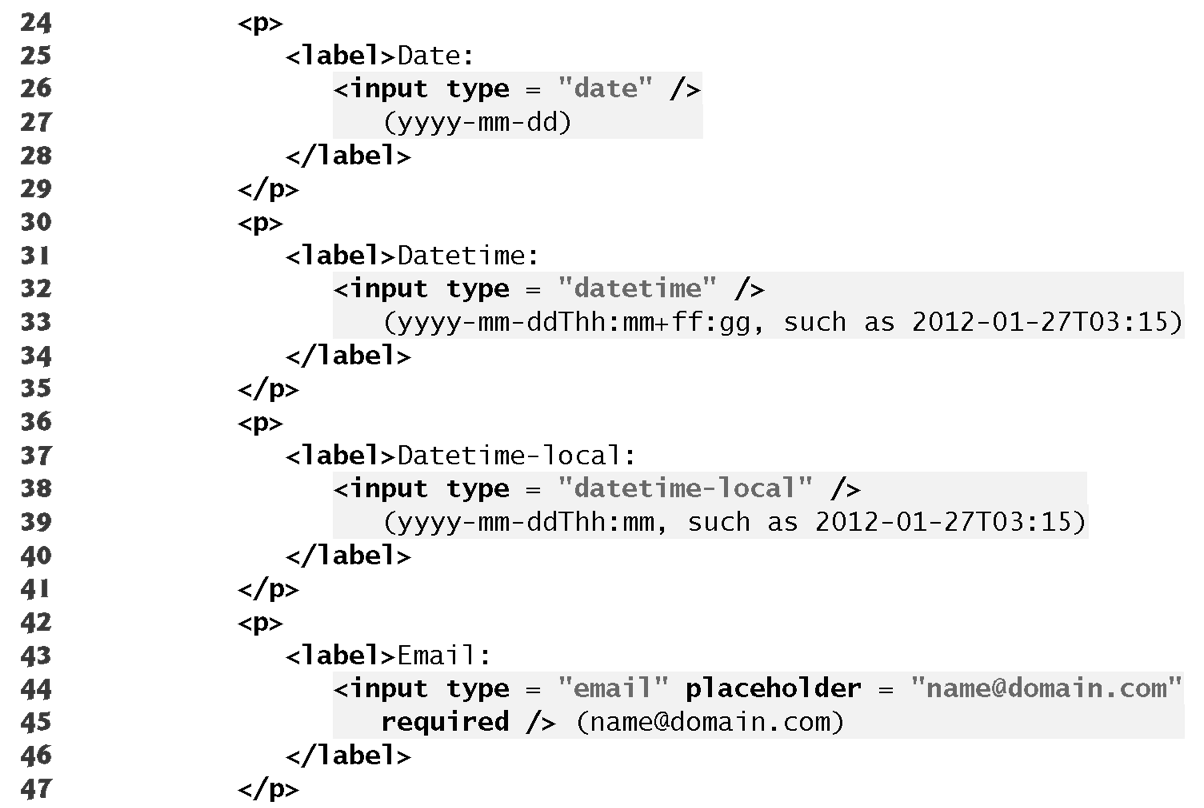 24 <p>
25 <label>Date:
26 <input type = "date" />
27 (yyyy-mm-dd)
28 </label>
29 </p>
30 <p>
31 <label>Datetime:
32 <input type = "datetime" />
33 (yyyy-mm-ddThh:mm+ff:gg, such as 2012-01-27T03:15)
34 </label>
35 </p>
36 <p>
37 <label>Datetime-local:
38 <input type = "datetime-local" />
39 (yyyy-mm-ddThh:mm, such as 2012-01-27T03:15)
40 </label>
41 </p>
42 <p>
43 <label>Email:
44 <input type = "email" placeholder = "name@domain.com"
45 required /> (name@domain.com)
46 </label>
47 </p>